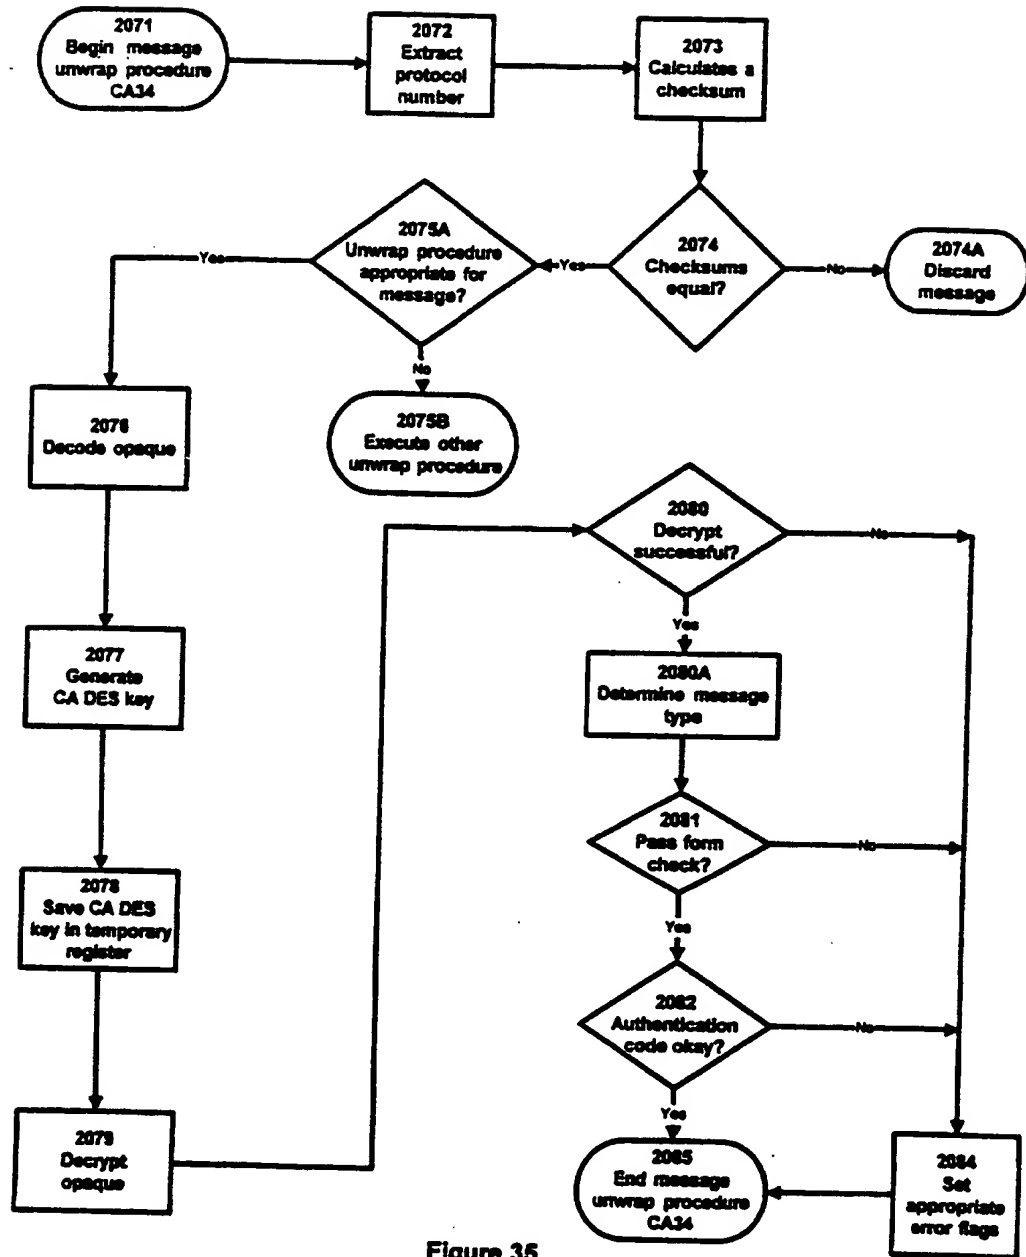 2071
Begin message
unwrap procedure
CA34
2072
Extract
protocol
number
2073
Calculates a
checksum
2074
Checksums
equal?
No
2074A
Discard
message
Yes
2075A
Unwrap procedure
appropriate for
message?
Yes
No
2075B
Execute other
unwrap procedure
2076
Decode opaque
2077
Generate
CA DES key
2078
Save CA DES
key in temporary
register
2079
Decrypt
opaque
2080
Decrypt
successful?
No
Yes
2080A
Determine message
type
2081
Pass form
check?
No
Yes
2082
Authentication
code okay?
No
Yes
2085
End message
unwrap procedure
CA34
2084
Set
appropriate
error flags
Figure 35